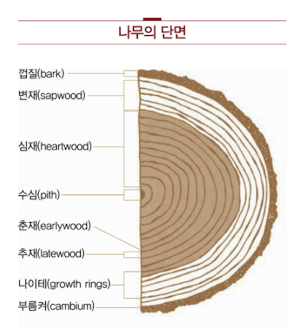 나무의 단면
껍질(bark)
변재(sapwood)
심재(heartwood)
수심(pith)
춘재(earlywood)
추재(latewood)
나이테(growth rings)
부름켜(cambium)